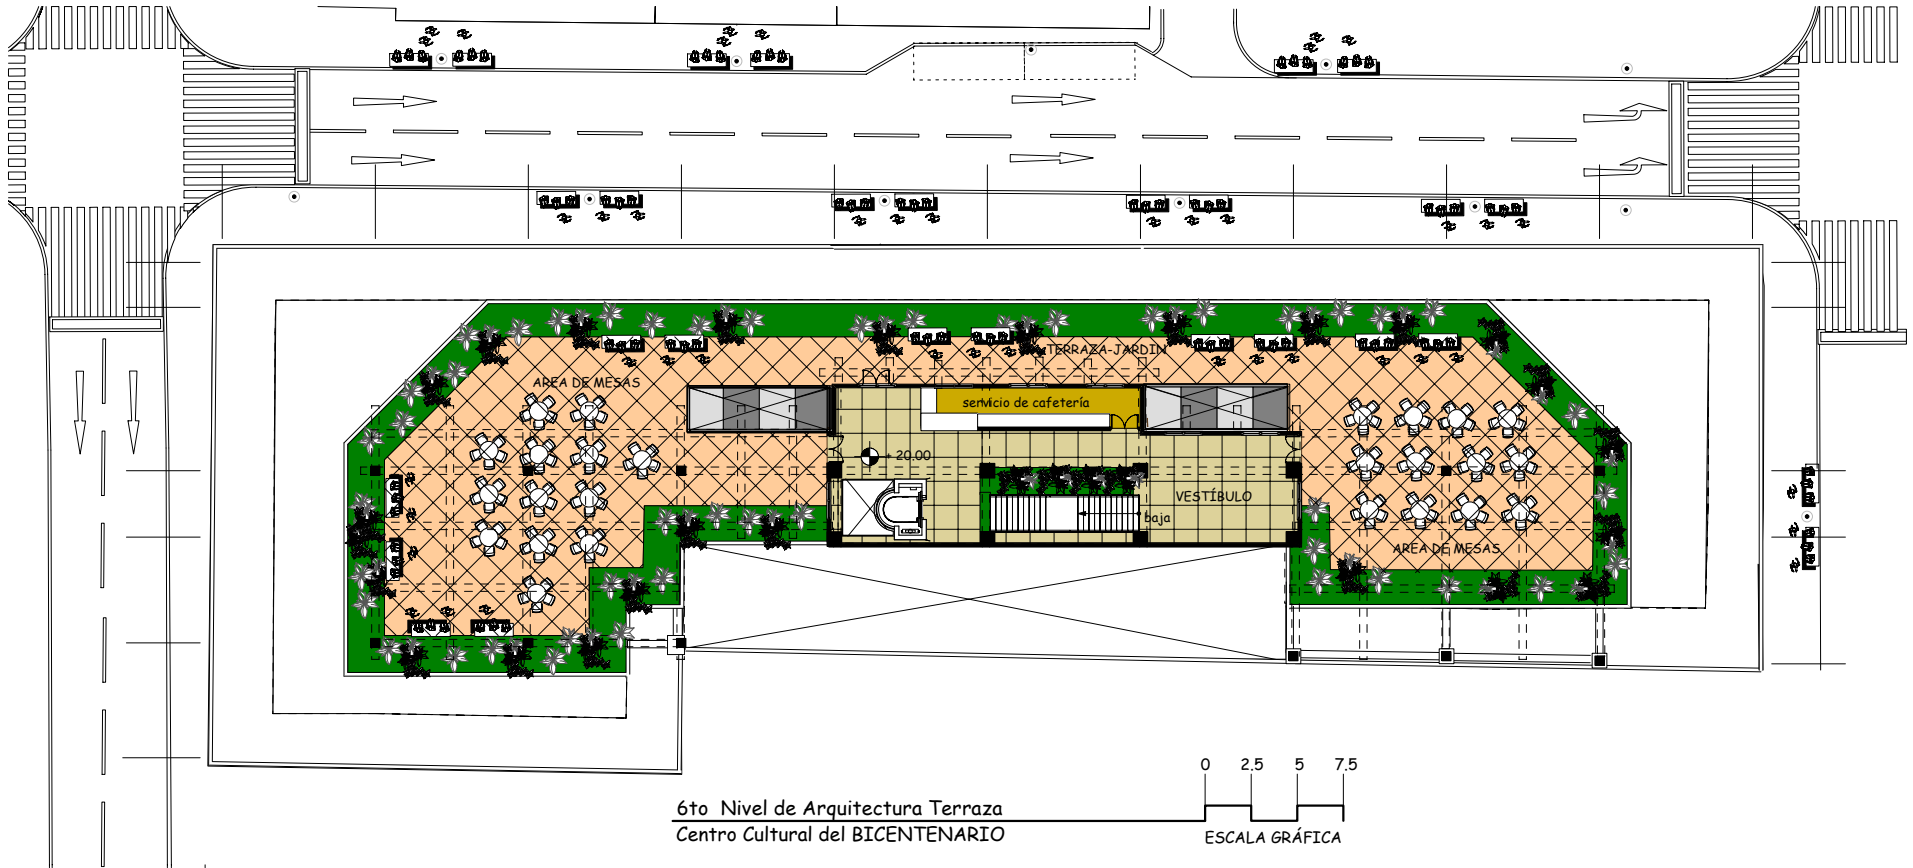 TERRAZA-JARDIN
AREA DE MESAS
servicio de cafetería
+ 20.00
VESTÍBULO
baja
AREA DE MESAS
0 2.5 5 7.5
6to Nivel de Arquitectura Terraza
Centro Cultural del BICENTENARIO
ESCALA GRÁFICA